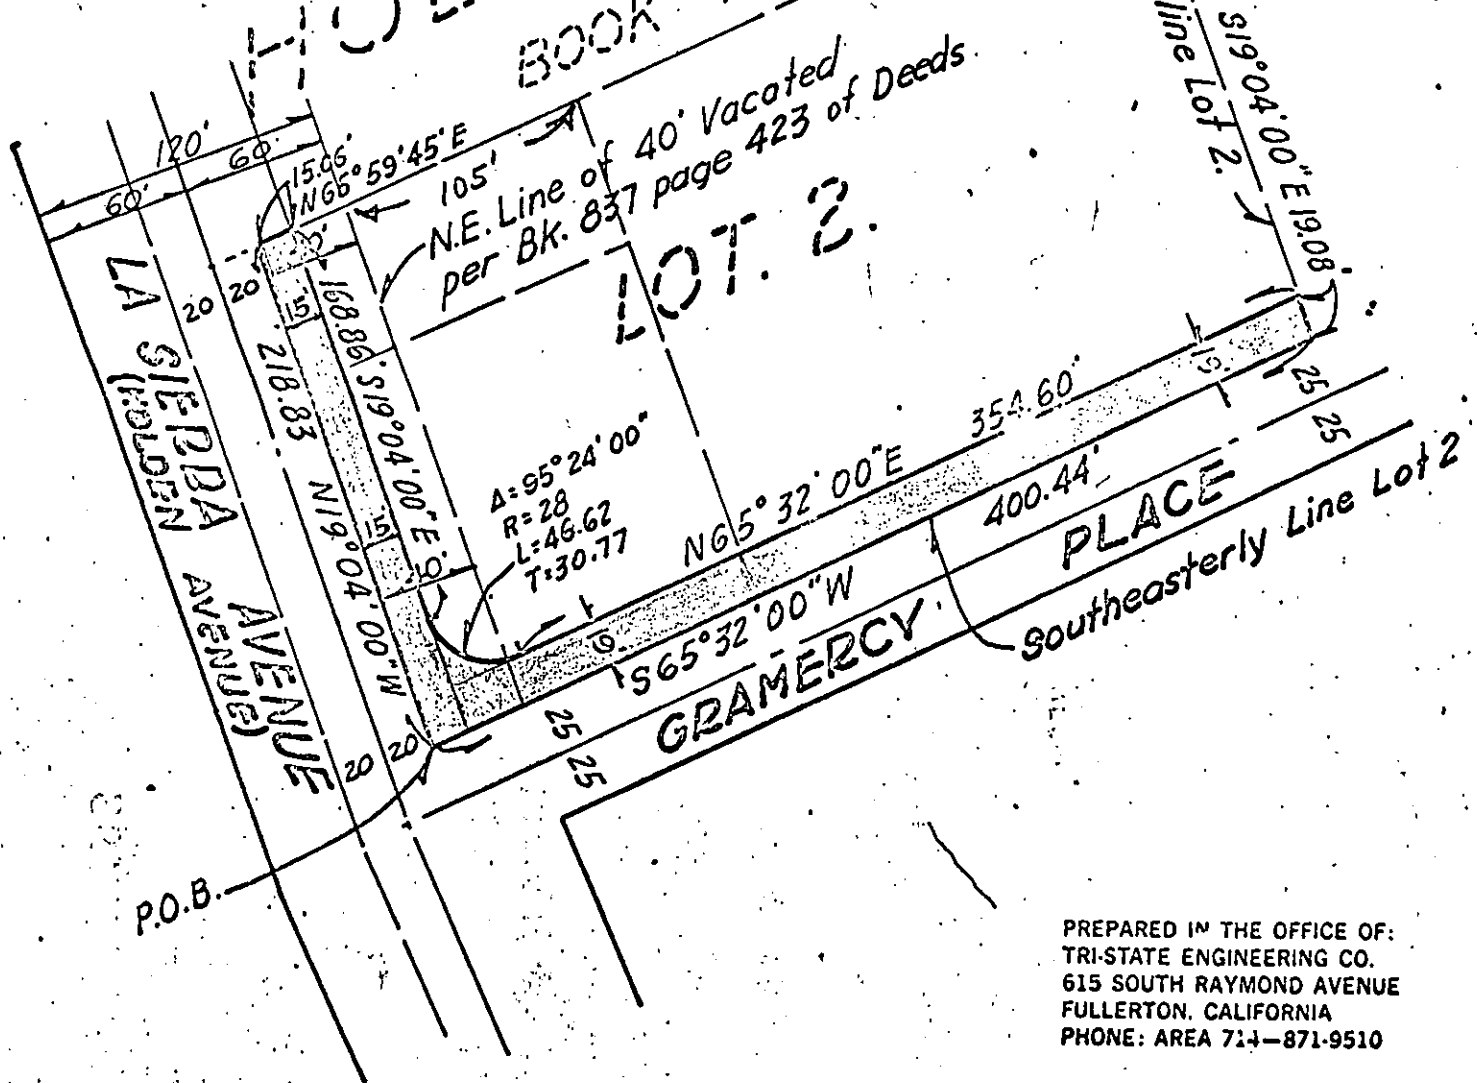 BOOK
S19°04'00"E 19.08'
line Lot 2.
120'
60'
60'
15.06'
N66°59'45"E
105'
N.E. Line of 40' Vacated
per BK. 837 page 423 of Deeds
LOT. 2.
20 20
15'
168.86' S19°04'00"E
218.83 N19°04'00"W
15'
LA SIERRA AVENUE
(HOLDEN AVENUE)
Δ=95°24'00"
R=28
L=46.62
T=30.77
N65°32'00"E 354.60'
19'
25
25
400.44'
S65°32'00"W
GRAMERCY PLACE
Southeasterly Line Lot 2
20 20
25
25
P.O.B.
PREPARED IN THE OFFICE OF:
TRI-STATE ENGINEERING CO.
615 SOUTH RAYMOND AVENUE
FULLERTON, CALIFORNIA
PHONE: AREA 714-871-9510